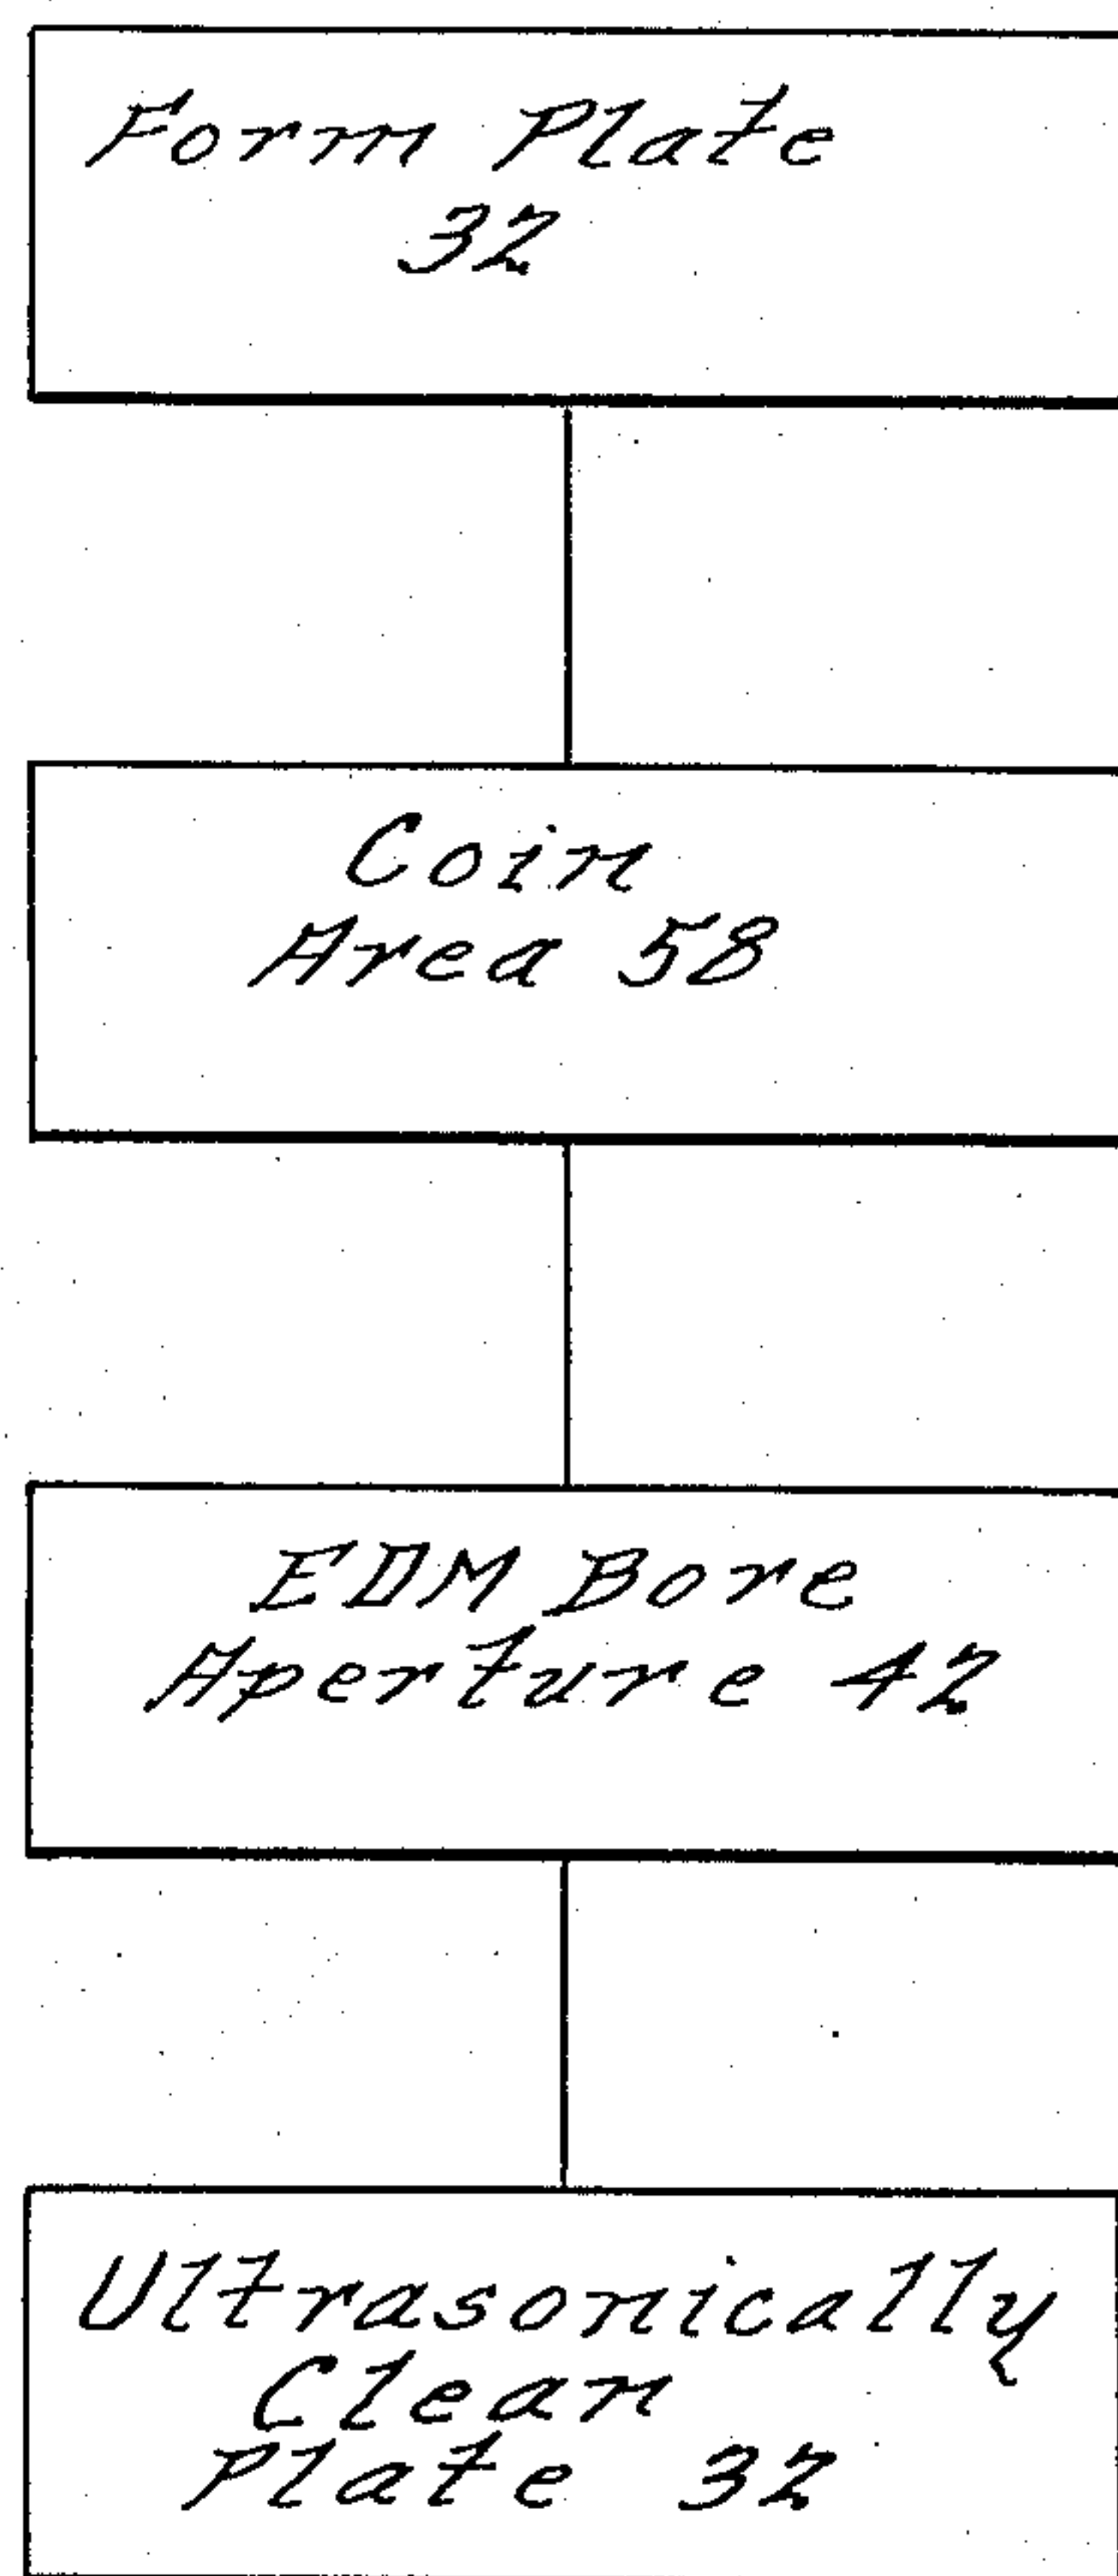 Form Plate
32
Coin
Area 58
EDM Bore
Aperture 42
Ultrasonically
Clean
Plate 32